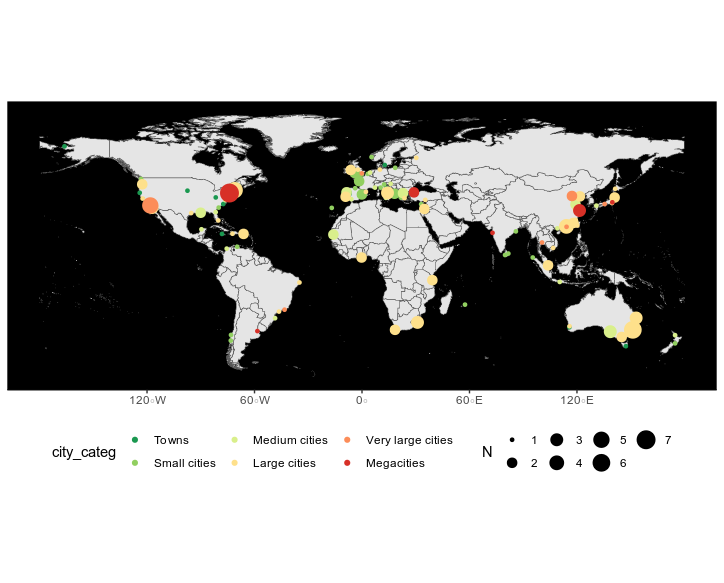 120°W 60°W 0° 60°E 120°E
city_categ
Towns Medium cities Very large cities
Small cities Large cities Megacities
N
1 3 5 7
2 4 6